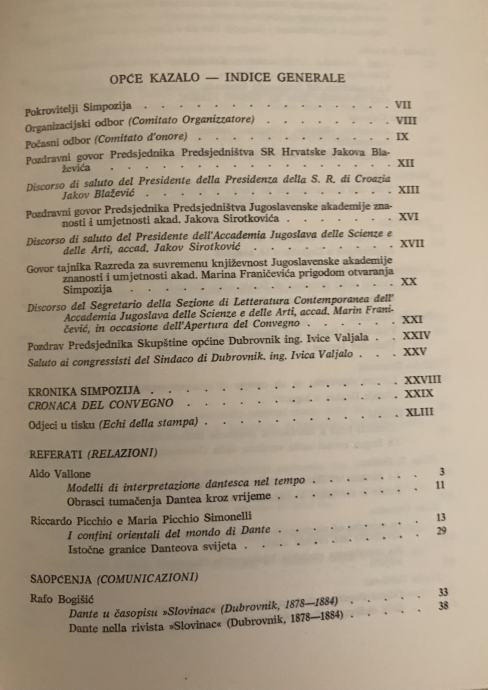 OPĆE KAZALO — INDICE GENERALE
Pokrovitelji Simpozija . . . . . . . . . . . . VII
Organizacijski odbor (Comitato Organizzatore) . . . . . . . VIII
Počasni odbor (Comitato d'onore) . . . . . . . . . . IX
Pozdravni govor Predsjednika Predsjedništva SR Hrvatske Jakova Bla-
ževića . . . . . . . . . . . . . . XII
Discorso di saluto del Presidente della Presidenza della S. R. di Croazia
Jakov Blažević . . . . . . . . . . . . XIII
Pozdravni govor Predsjednika Predsjedništva Jugoslavenske akademije zna-
nosti i umjetnosti akad. Jakova Sirotkovića . . . . . . XVI
Discorso di saluto del Presidente dell'Accademia Jugoslava delle Scienze e
delle Arti, accad. Jakov Sirotković . . . . . . . . XVII
Govor tajnika Razreda za suvremenu književnost Jugoslavenske akademije
znanosti i umjetnosti akad. Marina Franičevića prigodom otvaranja
Simpozija . . . . . . . . . . . . . XX
Discorso del Segretario della Sezione di Letteratura Contemporanea dell'
Accademia Jugoslava delle Scienze e delle Arti, accad. Marin Frani-
čević, in occasione dell'Apertura del Convegno . . . . . XXI
Pozdrav Predsjednika Skupštine općine Dubrovnik ing. Ivice Valjala . . XXIV
Saluto ai congressisti del Sindaco di Dubrovnik. ing. Ivica Valjalo . . . XXV
KRONIKA SIMPOZIJA . . . . . . . . . . . . XXVIII
CRONACA DEL CONVEGNO . . . . . . . . . . XXIX
Odjeci u tisku (Echi della stampa) . . . . . . . . . . XLIII
REFERATI (RELAZIONI)
Aldo Vallone
Modelli di interpretazione dantesca nel tempo . . . . . . 3
Obrasci tumačenja Dantea kroz vrijeme . . . . . . . 11
Riccardo Picchio e Maria Picchio Simonelli
I confini orientali del mondo di Dante . . . . . . . 13
Istočne granice Danteova svijeta . . . . . . . . . 29
SAOPĆENJA (COMUNICAZIONI)
Rafo Bogišić
Dante u časopisu »Slovinac« (Dubrovnik, 1878—1884) . . . . . 33
Dante nella rivista »Slovinac« (Dubrovnik, 1878—1884) . . . . 38